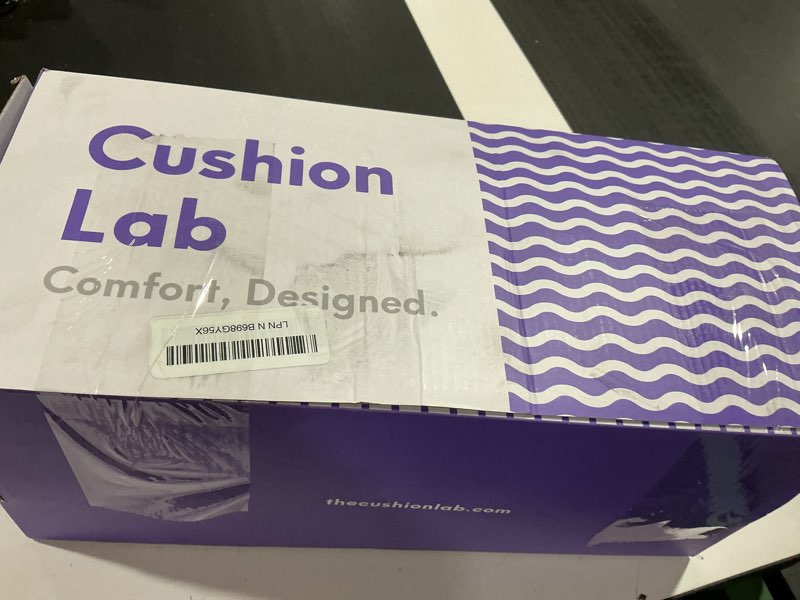 Cushion
Lab
Comfort, Designed.
LPN N B698GY56X
thecushionlab.com